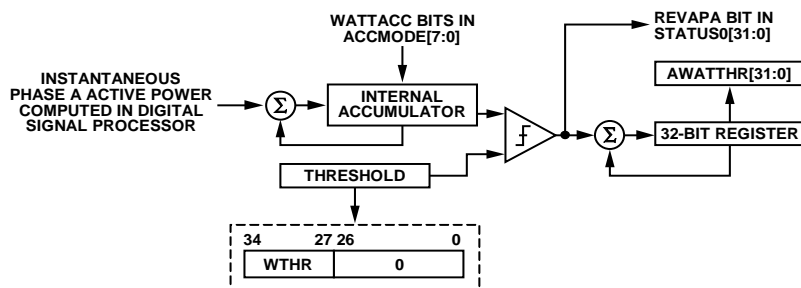 WATTACC BITS IN
ACCMODE[7:0]
REVAPA BIT IN
STATUS0[31:0]
INSTANTANEOUS
PHASE A ACTIVE POWER
COMPUTED IN DIGITAL
SIGNAL PROCESSOR
Σ
INTERNAL
ACCUMULATOR
THRESHOLD
Σ
AWATTHR[31:0]
32-BIT REGISTER
34 27 26 0
WTHR 0